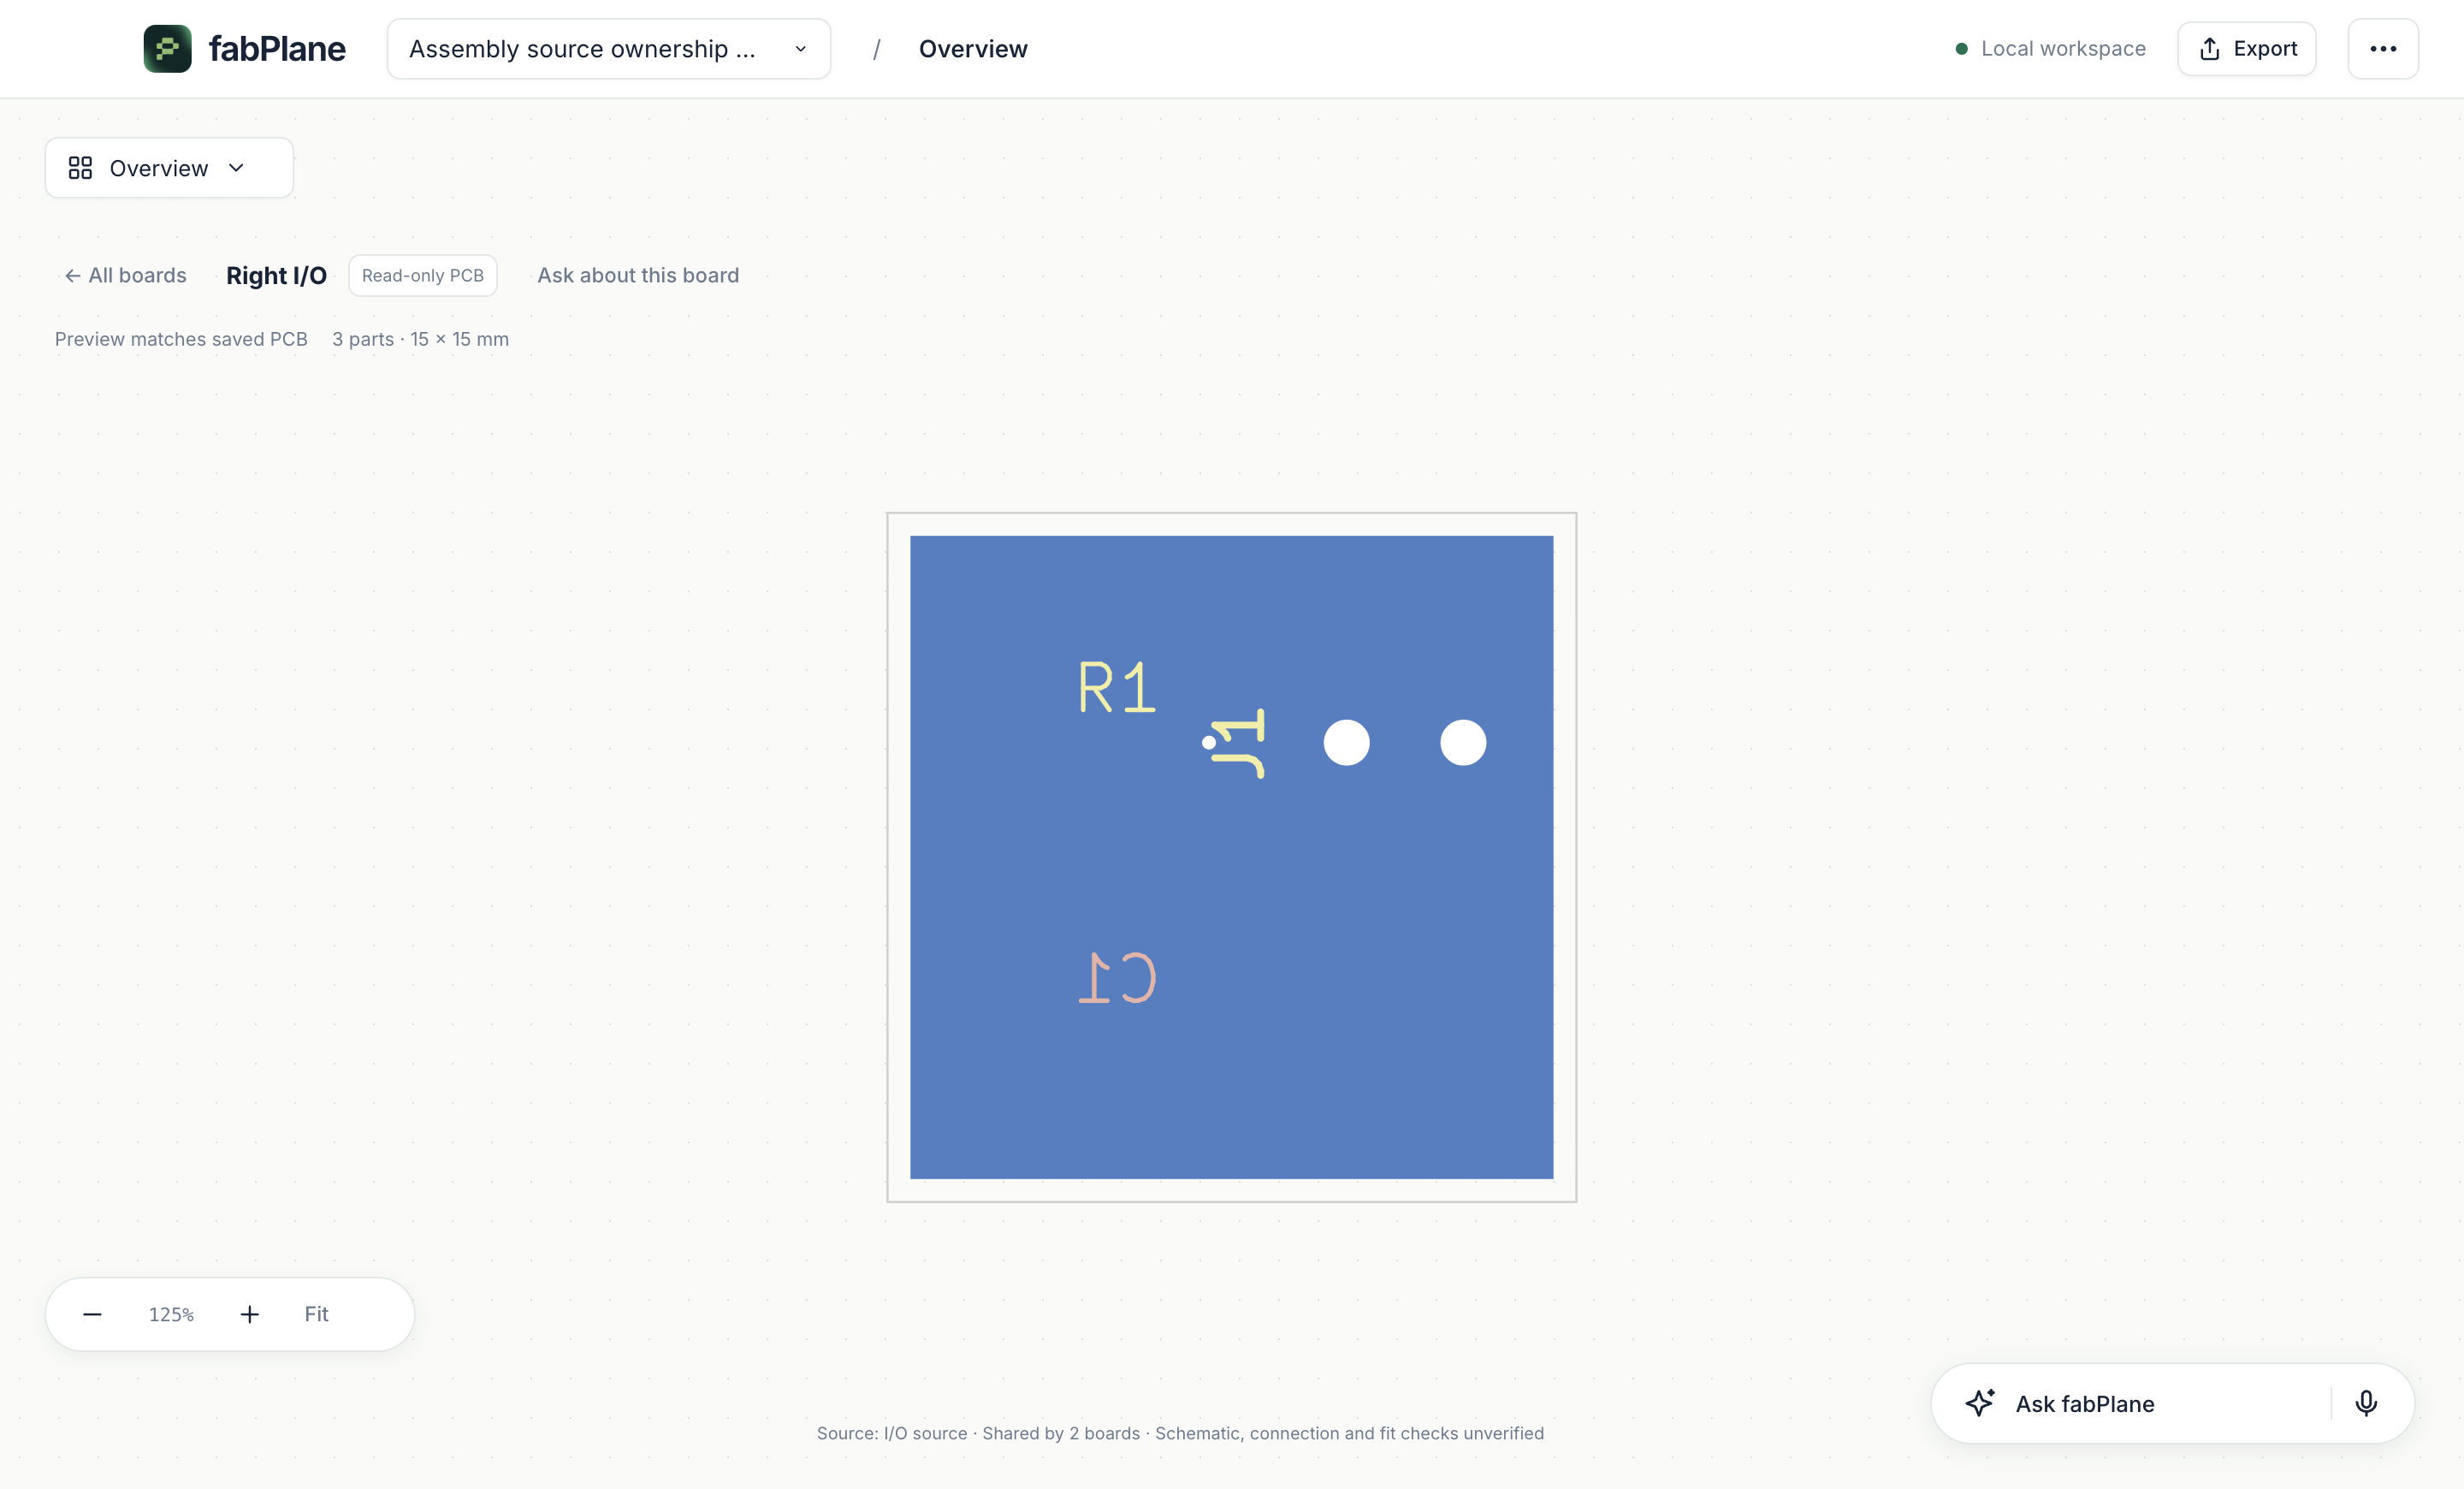 fabPlane
Assembly source ownership ...
/
Overview
Local workspace
Export
Overview
← All boards
Right I/O
Read-only PCB
Ask about this board
Preview matches saved PCB
3 parts · 15 × 15 mm
R1
J1
C1
125%
Fit
Ask fabPlane
Source: I/O source · Shared by 2 boards · Schematic, connection and fit checks unverified